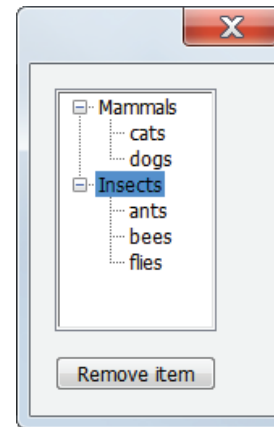 Mammals
cats
dogs
Insects
ants
bees
flies
Remove item